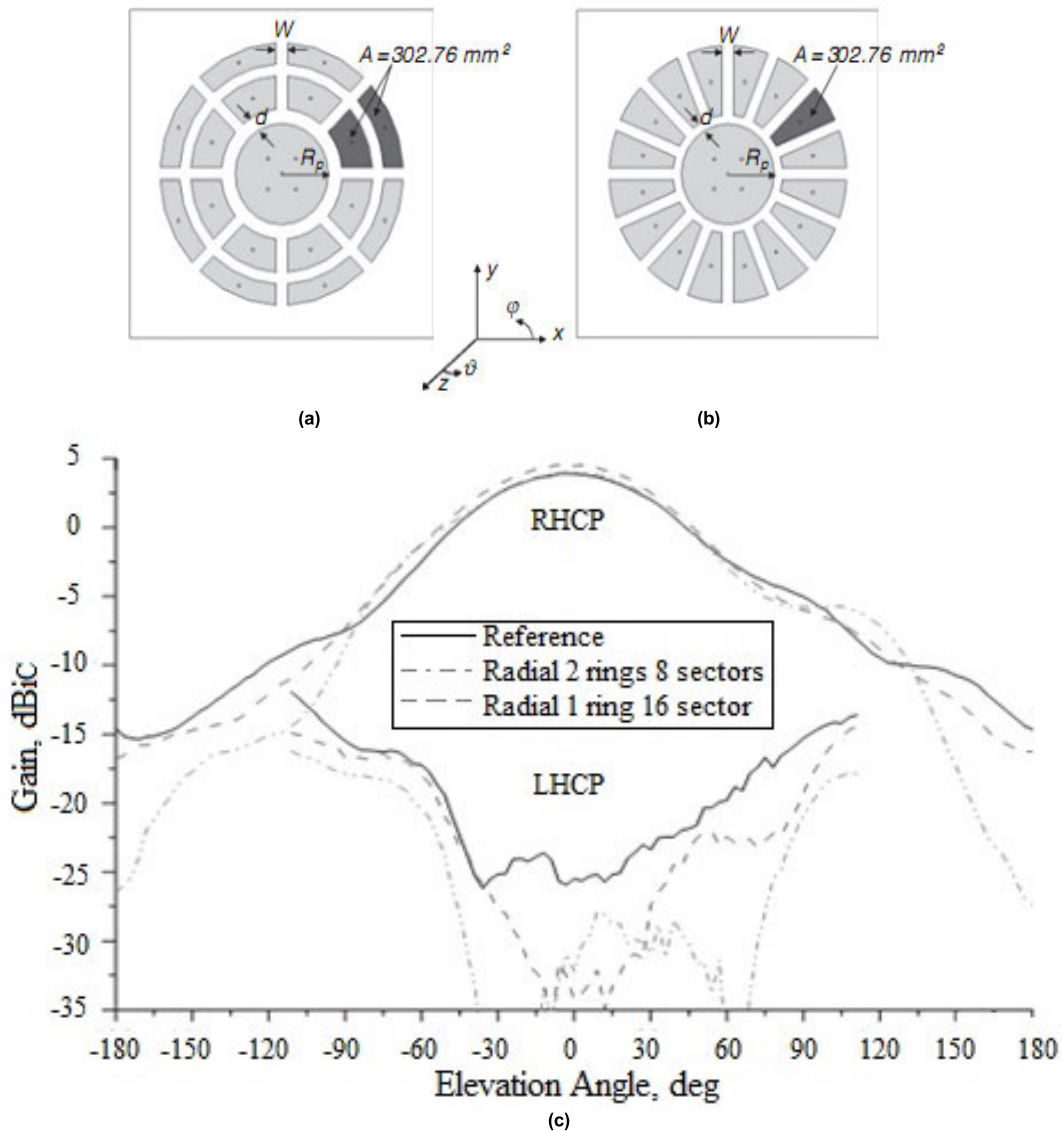 W
A=302.76 mm²
d
Rp
W
A=302.76 mm²
d
Rp
y
φ
x
z
ϑ
(a)
(b)
5
0
-5
-10
-15
-20
-25
-30
-35
Gain, dBic
RHCP
Reference
Radial 2 rings 8 sectors
Radial 1 ring 16 sector
LHCP
-180 -150 -120 -90 -60 -30 0 30 60 90 120 150 180
Elevation Angle, deg
(c)